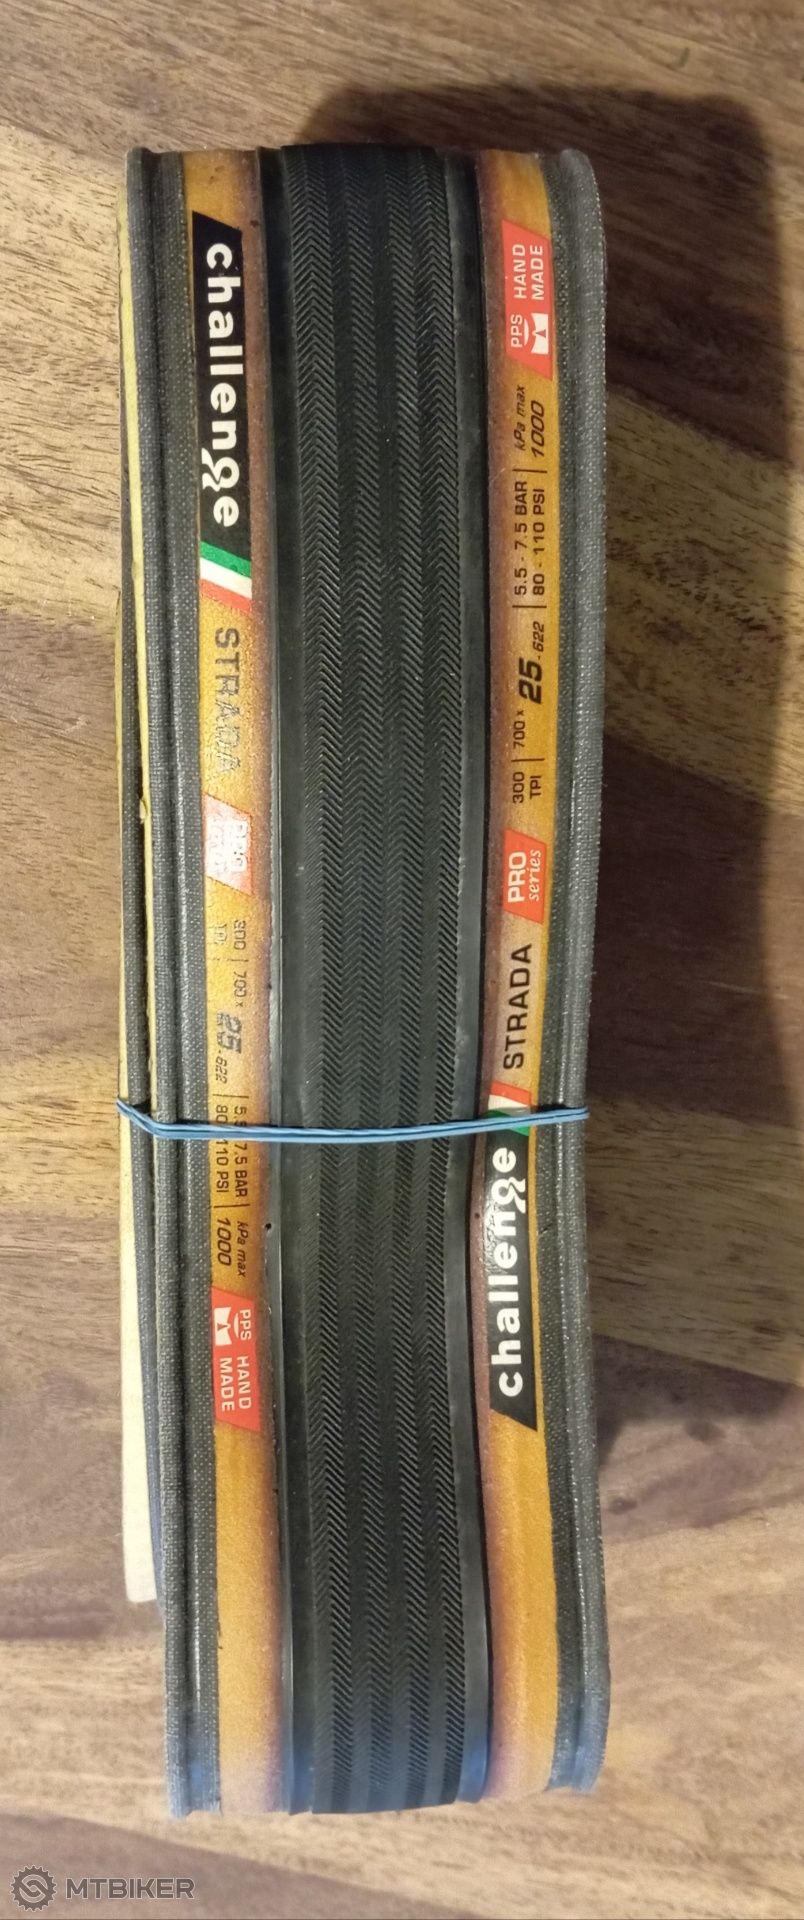 challenge
STRADA
PRO
300
700 x 25 - 622
5.5 - 7.5 BAR
80 - 110 PSI
kPa max
1000
PPS
HAND
MADE
PPS
HAND
MADE
kPa max
1000
5.5 - 7.5 BAR
80 - 110 PSI
700 x 25 - 622
300
TPI
PRO
series
STRADA
challenge
MTBIKER